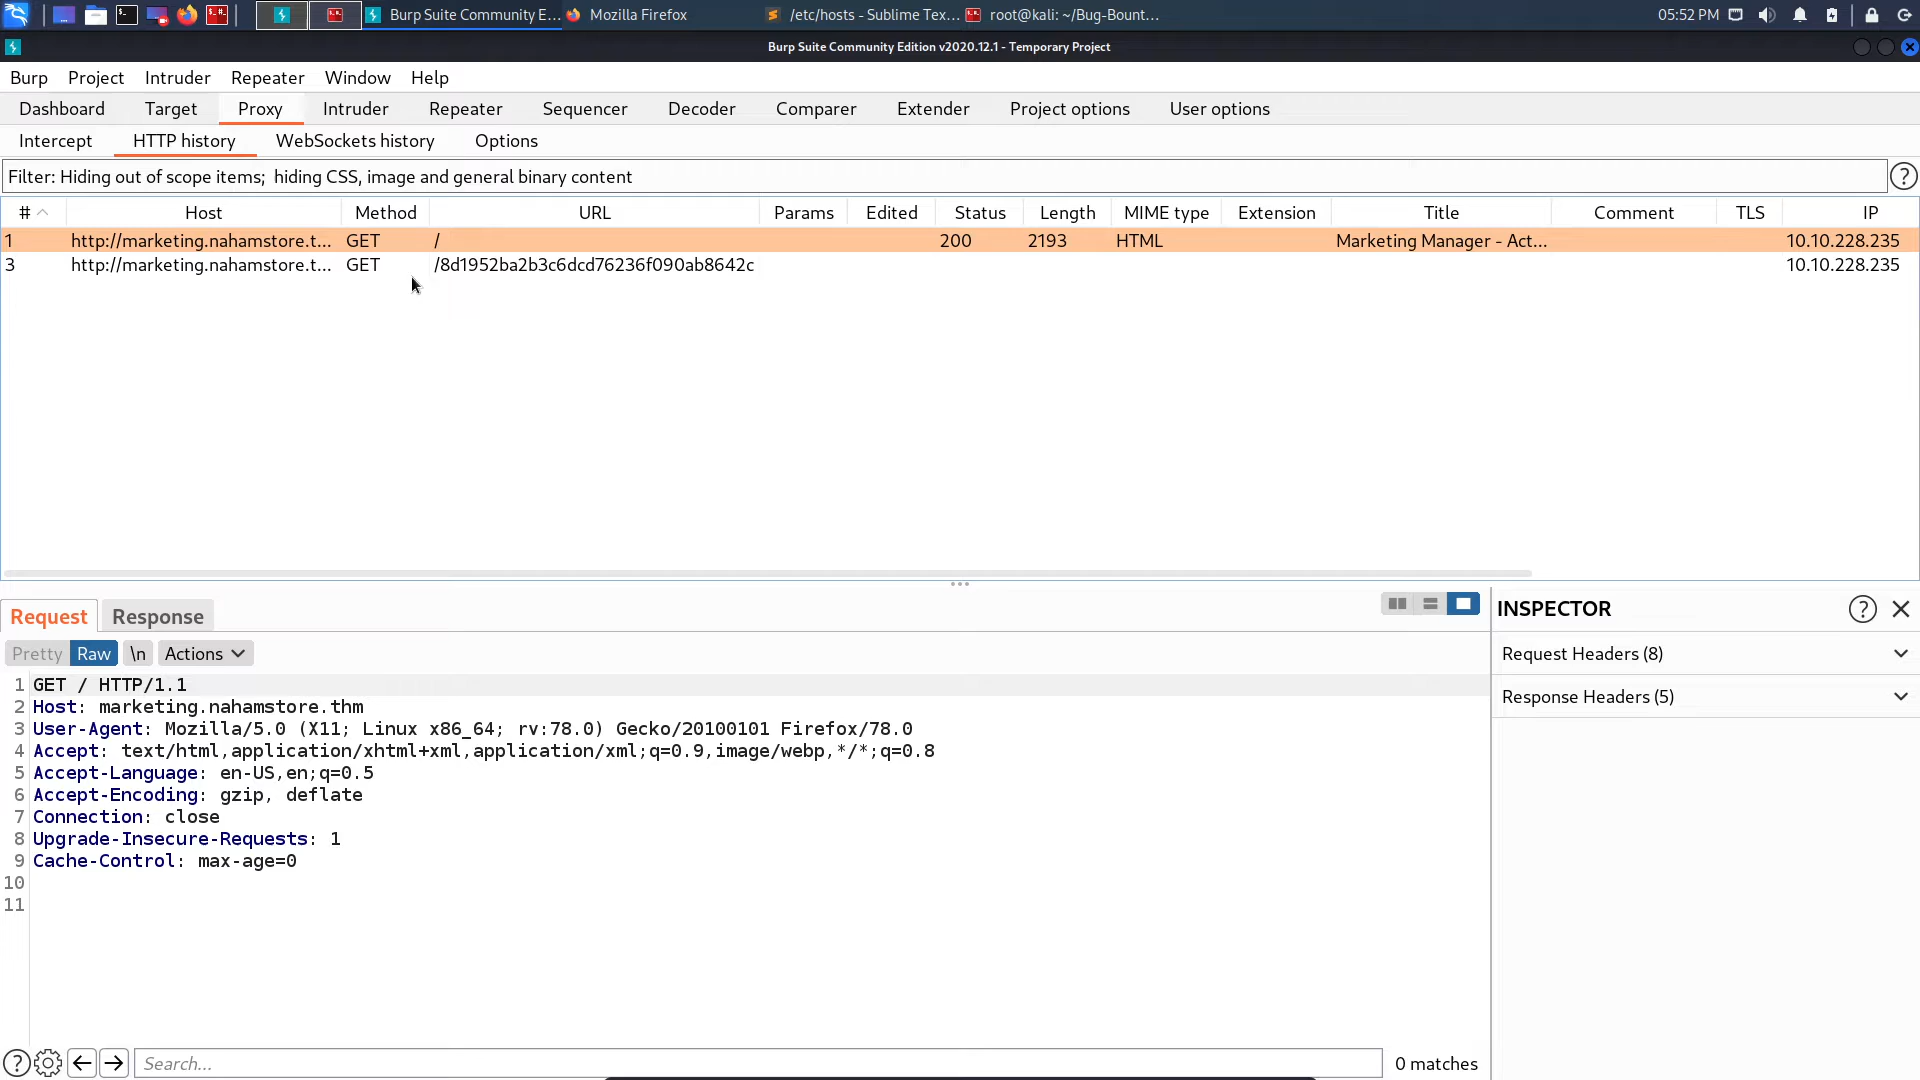 Burp Suite Community E...
Mozilla Firefox
/etc/hosts - Sublime Tex...
root@kali: ~/Bug-Bount...
05:52 PM
Burp Suite Community Edition v2020.12.1 - Temporary Project
Burp Project Intruder Repeater Window Help
Dashboard Target Proxy Intruder Repeater Sequencer Decoder Comparer Extender Project options User options
Intercept HTTP history WebSockets history Options
Filter: Hiding out of scope items;  hiding CSS, image and general binary content
?
# Host Method URL Params Edited Status Length MIME type Extension Title Comment TLS IP
1 http://marketing.nahamstore.t... GET / 200 2193 HTML Marketing Manager - Act... 10.10.228.235
3 http://marketing.nahamstore.t... GET /8d1952ba2b3c6dcd76236f090ab8642c 10.10.228.235
Request Response
Pretty Raw \n Actions
1 GET / HTTP/1.1
2 Host: marketing.nahamstore.thm
3 User-Agent: Mozilla/5.0 (X11; Linux x86_64; rv:78.0) Gecko/20100101 Firefox/78.0
4 Accept: text/html,application/xhtml+xml,application/xml;q=0.9,image/webp,*/*;q=0.8
5 Accept-Language: en-US,en;q=0.5
6 Accept-Encoding: gzip, deflate
7 Connection: close
8 Upgrade-Insecure-Requests: 1
9 Cache-Control: max-age=0
10
11
INSPECTOR
?
Request Headers (8)
Response Headers (5)
? Search... 0 matches